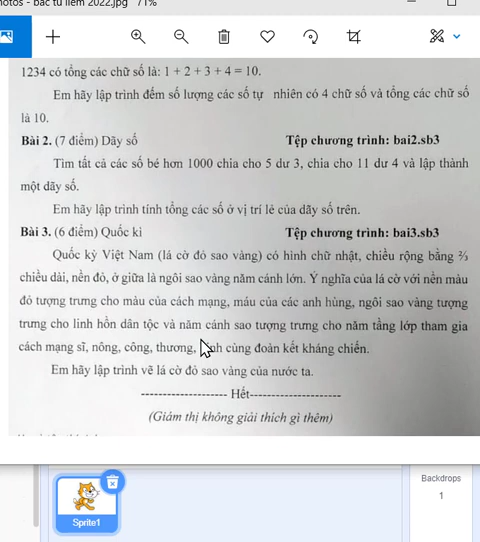 hotos - bac tu liem 2022.jpg 71%
1234 có tổng các chữ số là: 1 + 2 + 3 + 4 = 10.
Em hãy lập trình đếm số lượng các số tự nhiên có 4 chữ số và tổng các chữ số
là 10.
Bài 2. (7 điểm) Dãy số Tệp chương trình: bai2.sb3
Tìm tất cả các số bé hơn 1000 chia cho 5 dư 3, chia cho 11 dư 4 và lập thành
một dãy số.
Em hãy lập trình tính tổng các số ở vị trí lẻ của dãy số trên.
Bài 3. (6 điểm) Quốc kì Tệp chương trình: bai3.sb3
Quốc kỳ Việt Nam (lá cờ đỏ sao vàng) có hình chữ nhật, chiều rộng bằng ⅔
chiều dài, nền đỏ, ở giữa là ngôi sao vàng năm cánh lớn. Ý nghĩa của lá cờ với nền màu
đỏ tượng trưng cho màu của cách mạng, máu của các anh hùng, ngôi sao vàng tượng
trưng cho linh hồn dân tộc và năm cánh sao tượng trưng cho năm tầng lớp tham gia
cách mạng sĩ, nông, công, thương, cùng đoàn kết kháng chiến.
Em hãy lập trình vẽ lá cờ đỏ sao vàng của nước ta.
-------------------- Hết---------------------
(Giám thị không giải thích gì thêm)
Backdrops
1
Sprite1